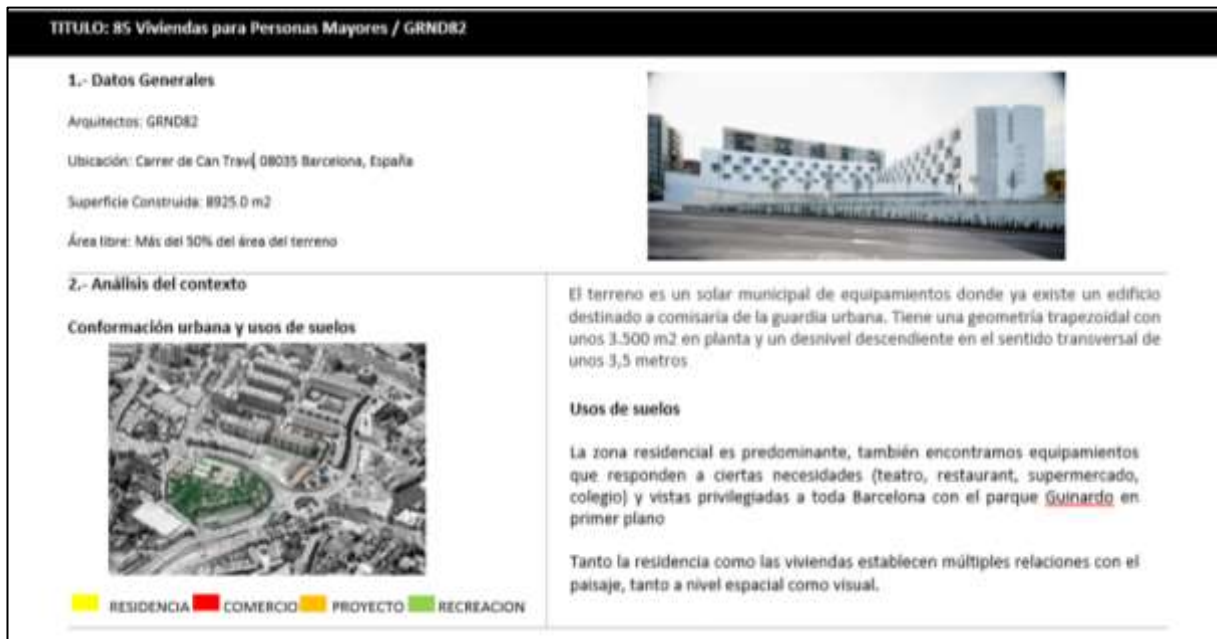 TITULO: 85 Viviendas para Personas Mayores / GRND82
1.- Datos Generales
Arquitectos: GRND82
Ubicación: Carrer de Can Travi, 08035 Barcelona, España
Superficie Construida: 8925.0 m2
Área libre: Más del 50% del área del terreno
2.- Análisis del contexto
Conformación urbana y usos de suelos
RESIDENCIA COMERCIO PROYECTO RECREACION
El terreno es un solar municipal de equipamientos donde ya existe un edificio
destinado a comisaría de la guardia urbana. Tiene una geometría trapezoidal con
unos 3.500 m2 en planta y un desnivel descendiente en el sentido transversal de
unos 3,5 metros
Usos de suelos
La zona residencial es predominante, también encontramos equipamientos
que responden a ciertas necesidades (teatro, restaurant, supermercado,
colegio) y vistas privilegiadas a toda Barcelona con el parque Guinardo en
primer plano
Tanto la residencia como las viviendas establecen múltiples relaciones con el
paisaje, tanto a nivel espacial como visual.